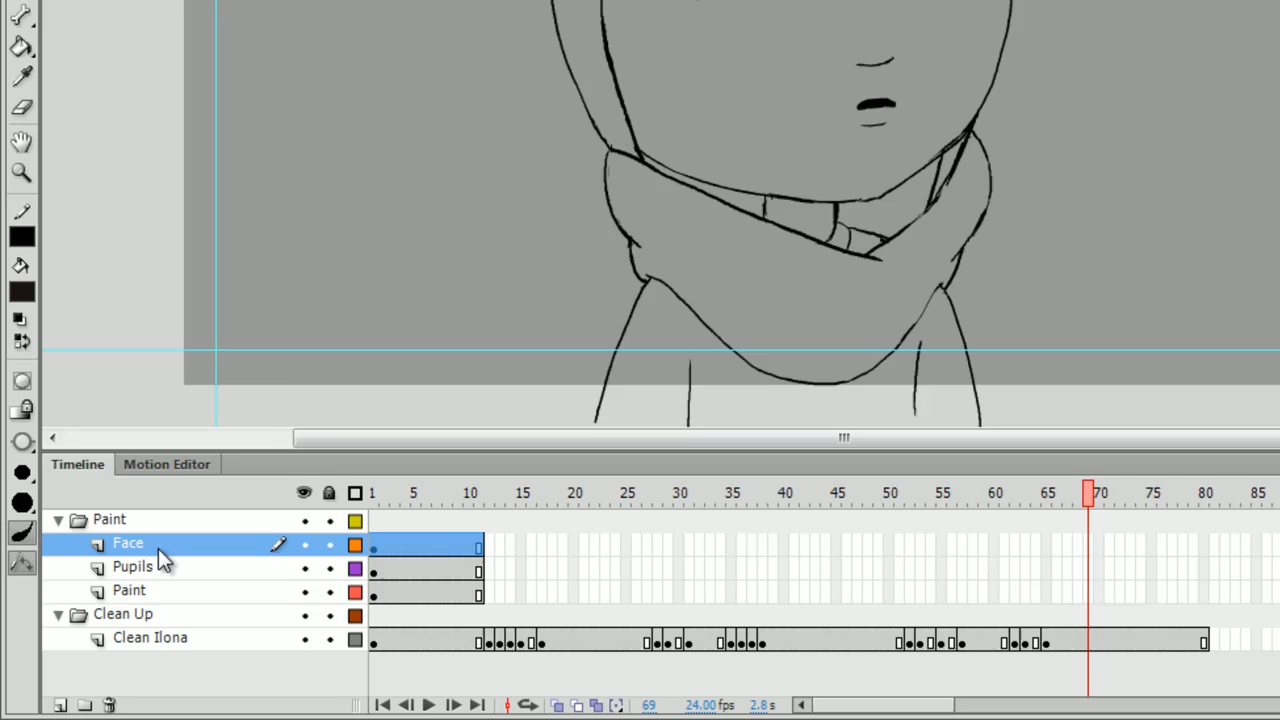 Timeline Motion Editor
1 5 10 15 20 25 30 35 40 45 50 55 60 65 70 75 80 85
Paint
Face
Pupils
Paint
Clean Up
Clean Ilona
69 24.00 fps 2.8 s